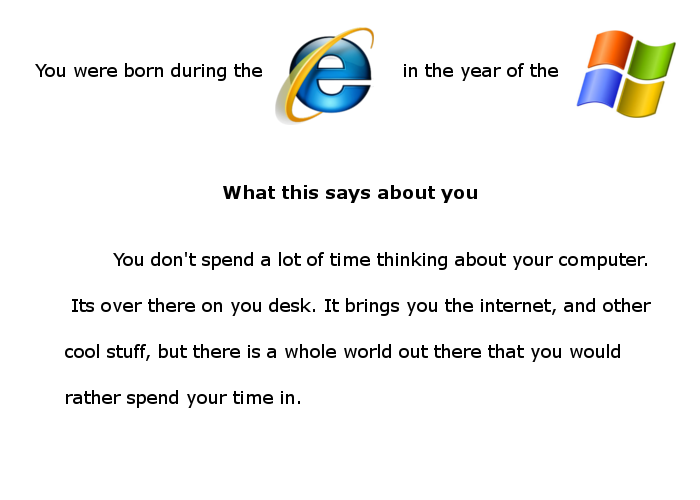 You were born during the in the year of the
What this says about you
You don't spend a lot of time thinking about your computer.
Its over there on you desk. It brings you the internet, and other
cool stuff, but there is a whole world out there that you would
rather spend your time in.